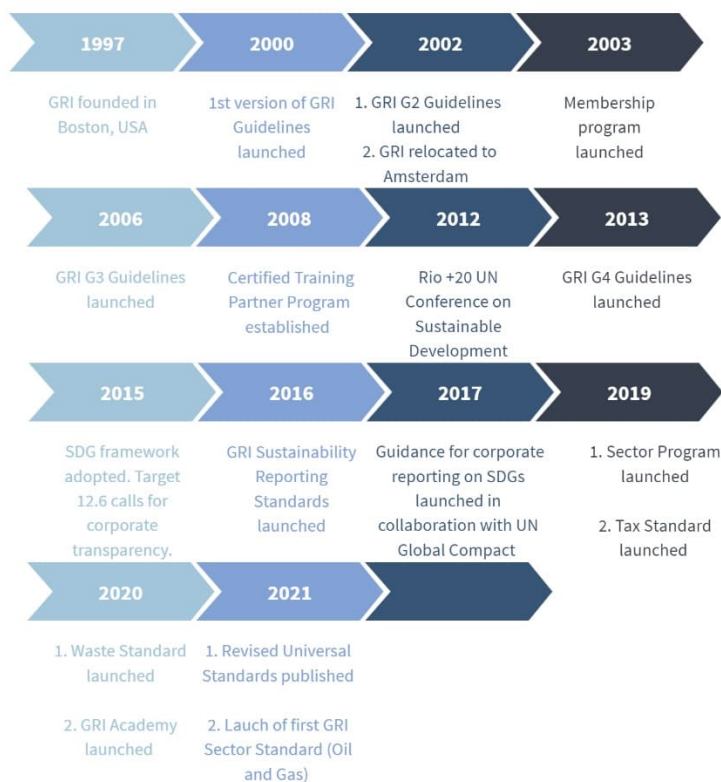 1997
2000
2002
2003
GRI founded in
Boston, USA
1st version of GRI
Guidelines
launched
1. GRI G2 Guidelines
launched
2. GRI relocated to
Amsterdam
Membership
program
launched
2006
2008
2012
2013
GRI G3 Guidelines
launched
Certified Training
Partner Program
established
Rio +20 UN
Conference on
Sustainable
Development
GRI G4 Guidelines
launched
2015
2016
2017
2019
SDG framework
adopted. Target
12.6 calls for
corporate
transparency.
GRI Sustainability
Reporting
Standards
launched
Guidance for corporate
reporting on SDGs
launched in
collaboration with UN
Global Compact
1. Sector Program
launched
2. Tax Standard
launched
2020
2021
1. Waste Standard
launched
2. GRI Academy
launched
1. Revised Universal
Standards published
2. Lauch of first GRI
Sector Standard (Oil
and Gas)